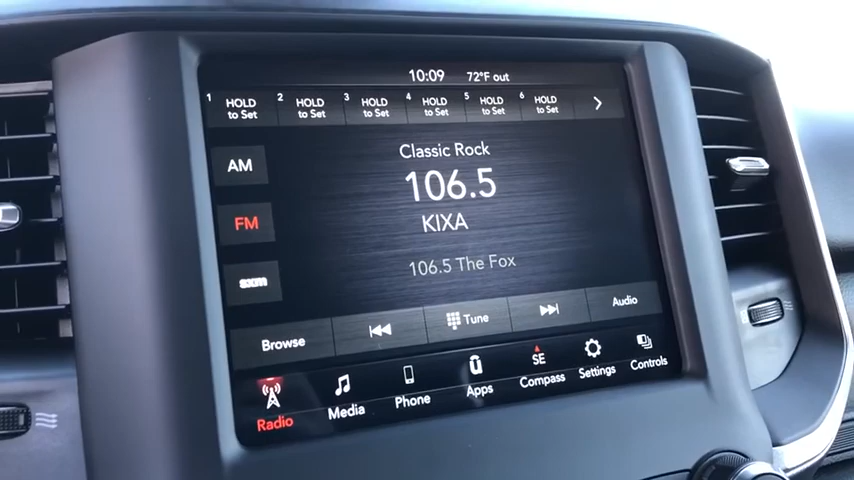 10:09 72°F out
1 HOLD to Set 2 HOLD to Set 3 HOLD to Set 4 HOLD to Set 5 HOLD to Set 6 HOLD to Set
AM
Classic Rock
106.5
FM
KIXA
106.5 The Fox
sxm
Browse Tune Audio
Radio Media Phone Apps SE Compass Settings Controls